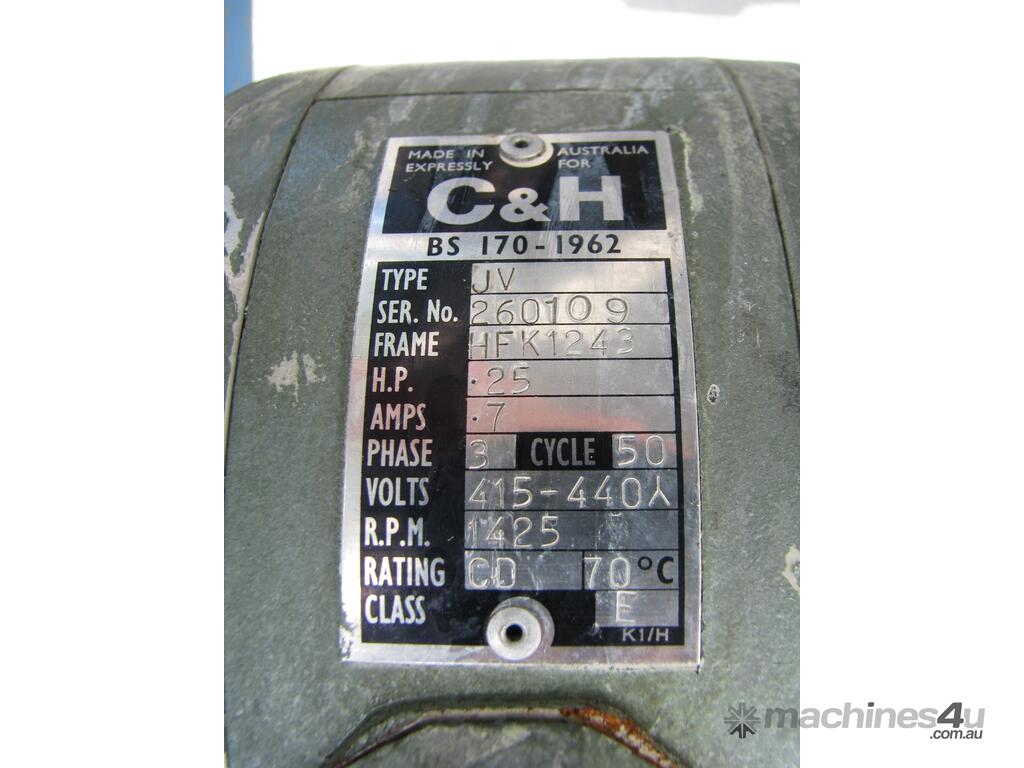 MADE IN AUSTRALIA
EXPRESSLY FOR
C&H
BS 170-1962
TYPE JV
SER. No. 260109
FRAME HFK1243
H.P. .25
AMPS .7
PHASE 3 CYCLE 50
VOLTS 415-440⅄
R.P.M. 1425
RATING CD 70°C
CLASS E
K1/H
machines4u
.com.au